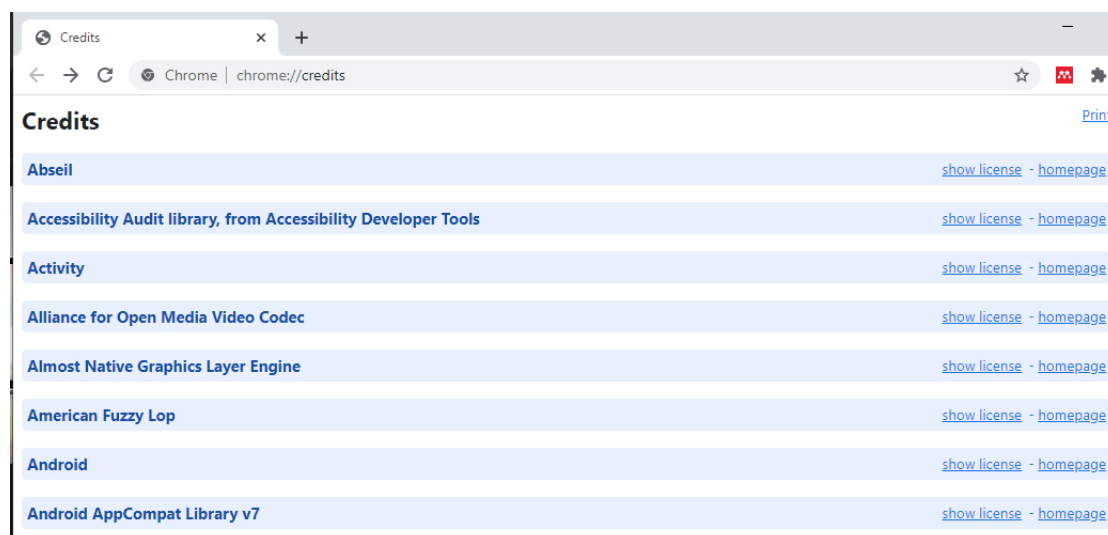 Credits
Chrome | chrome://credits
Credits
Print
Abseil show license - homepage
Accessibility Audit library, from Accessibility Developer Tools show license - homepage
Activity show license - homepage
Alliance for Open Media Video Codec show license - homepage
Almost Native Graphics Layer Engine show license - homepage
American Fuzzy Lop show license - homepage
Android show license - homepage
Android AppCompat Library v7 show license - homepage